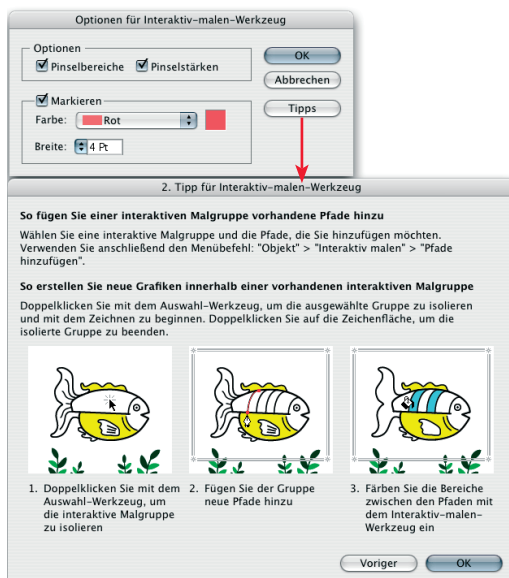 Optionen für Interaktiv-malen-Werkzeug
Optionen
Pinselbereiche
Pinselstärken
OK
Abbrechen
Tipps
Markieren
Farbe: Rot
Breite: 4 Pt
2. Tipp für Interaktiv-malen-Werkzeug
So fügen Sie einer interaktiven Malgruppe vorhandene Pfade hinzu
Wählen Sie eine interaktive Malgruppe und die Pfade, die Sie hinzufügen möchten.
Verwenden Sie anschließend den Menübefehl: "Objekt" > "Interaktiv malen" > "Pfade
hinzufügen".
So erstellen Sie neue Grafiken innerhalb einer vorhandenen interaktiven Malgruppe
Doppelklicken Sie mit dem Auswahl-Werkzeug, um die ausgewählte Gruppe zu isolieren
und mit dem Zeichnen zu beginnen. Doppelklicken Sie auf die Zeichenfläche, um die
isolierte Gruppe zu beenden.
1. Doppelklicken Sie mit dem
Auswahl-Werkzeug, um
die interaktive Malgruppe
zu isolieren
2. Fügen Sie der Gruppe
neue Pfade hinzu
3. Färben Sie die Bereiche
zwischen den Pfaden mit
dem Interaktiv-malen-
Werkzeug ein
Voriger
OK